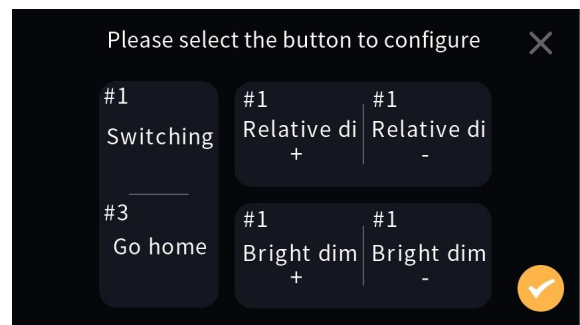 Please select the button to configure
#1
Switching
#3
Go home
#1
Relative di
+
#1
Relative di
-
#1
Bright dim
+
#1
Bright dim
-